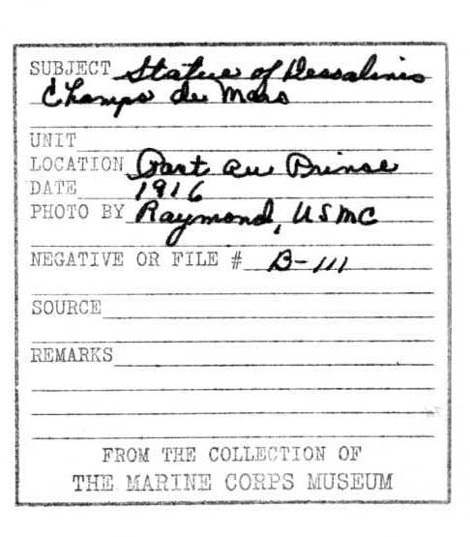 SUBJECT Statue of Dessalinis
Champs de Mars
UNIT
LOCATION Port au Prince
DATE 1916
PHOTO BY Raymond, USMC
NEGATIVE OR FILE # B-111
SOURCE
REMARKS
FROM THE COLLECTION OF
THE MARINE CORPS MUSEUM